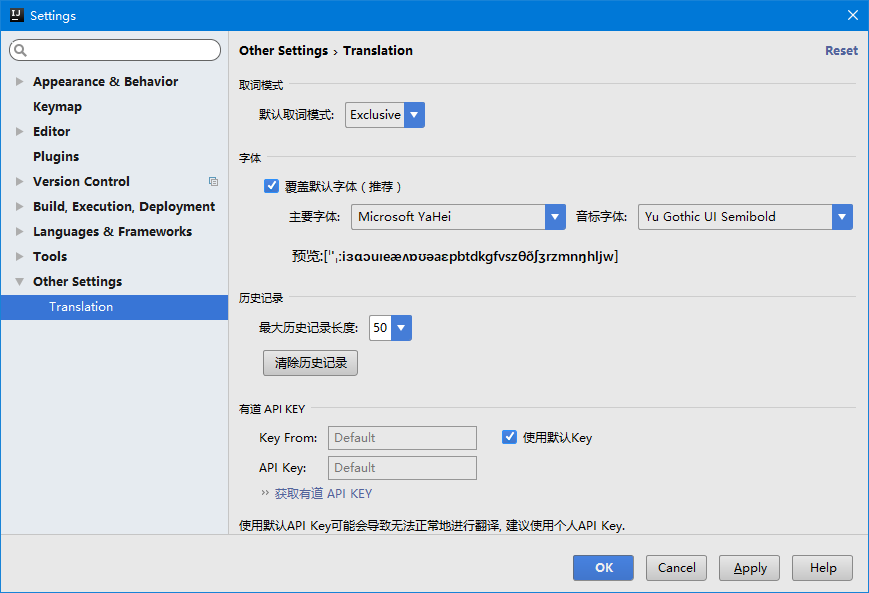 Settings
Other Settings › Translation
Reset
Appearance & Behavior
Keymap
Editor
Plugins
Version Control
Build, Execution, Deployment
Languages & Frameworks
Tools
Other Settings
Translation
取词模式
默认取词模式: Exclusive
字体
覆盖默认字体 ( 推荐 )
主要字体: Microsoft YaHei 音标字体: Yu Gothic UI Semibold
预览:[ˈˌːiɜɑɔuɪeæʌɒʊəaɛpbtdkgfvszθðʃʒrzmnŋhljw]
历史记录
最大历史记录长度: 50
清除历史记录
有道 API KEY
Key From: Default 使用默认Key
API Key: Default
获取有道 API KEY
使用默认API Key可能会导致无法正常地进行翻译, 建议使用个人API Key.
OK Cancel Apply Help